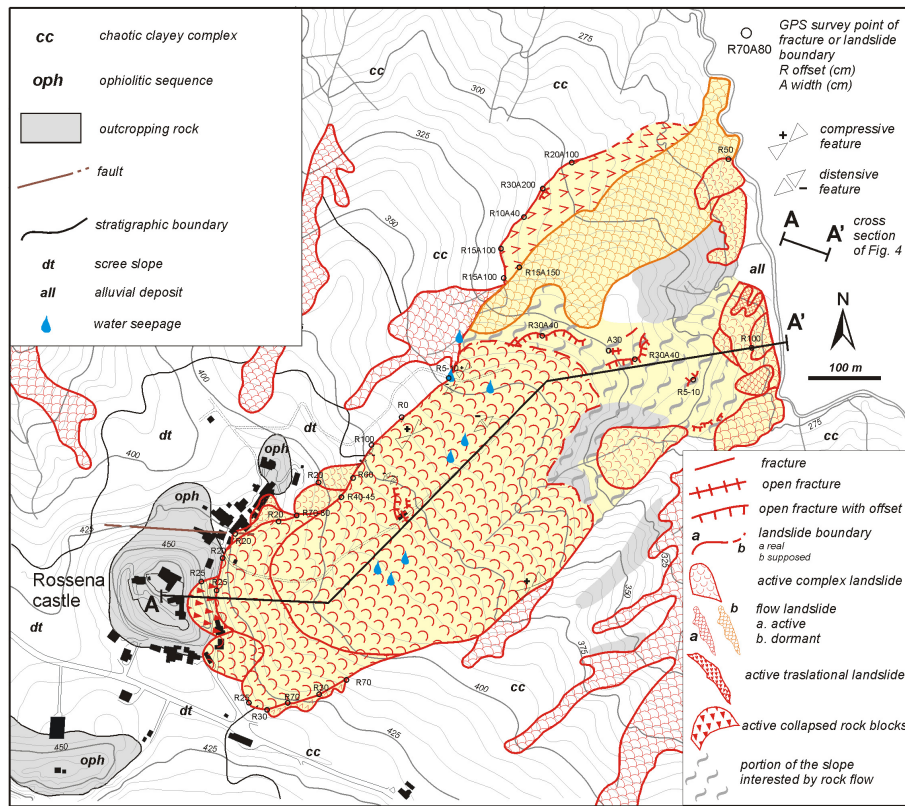 cc chaotic clayey complex
oph ophiolitic sequence
outcropping rock
fault
stratigraphic boundary
dt scree slope
all alluvial deposit
water seepage
R70A80
GPS survey point of
fracture or landslide
boundary
R offset (cm)
A width (cm)
+
compressive
feature
-
distensive
feature
A A'
cross
section
of Fig. 4
N
100 m
275
cc
300
cc
325
350
cc
R20A100
R30A200
R10A40
R15A100
R15A100
R15A150
R50
all
R30A40
A30
R30A40
R100
A'
R5-10
R5-10
R0
+
-
R100
R60
R40-45
R20
R70-80
R20
R20
R20
R25
R25
400
dt
400
dt
oph
oph
425
450
Rossena
castle
A
dt
dt
R20
R30
R70
R20
R70
+
400
cc
cc
425
425
450
oph
275
cc
325
350
375
fracture
open fracture
open fracture with offset
a b landslide boundary
a real
b supposed
active complex landslide
a b flow landslide
a. active
b. dormant
active traslational landslide
active collapsed rock blocks
portion of the slope
interested by rock flow